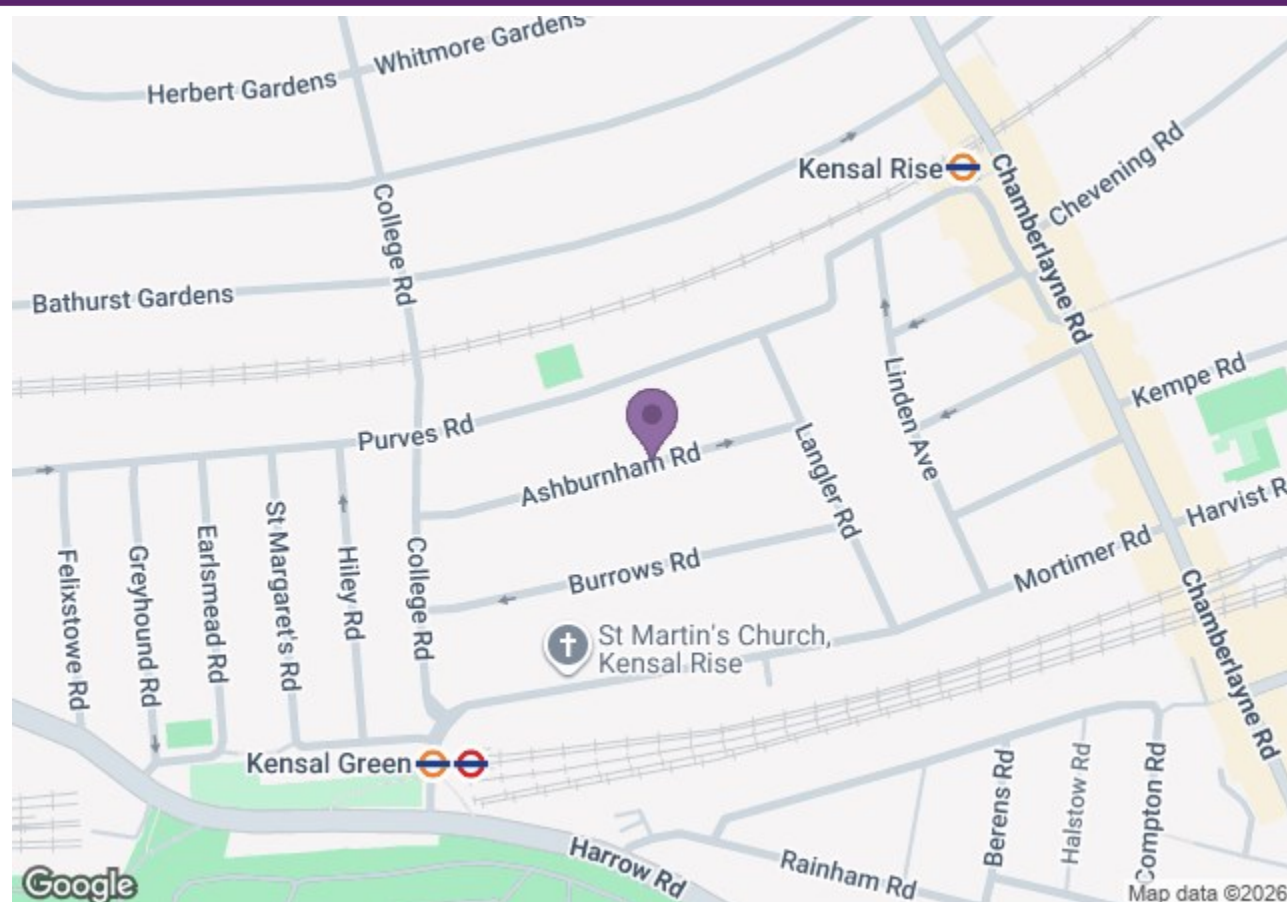 Whitmore Gardens
Herbert Gardens
Kensal Rise
Chevening Rd
Chamberlayne Rd
College Rd
Bathurst Gardens
Linden Ave
Kempe Rd
Purves Rd
Ashburnham Rd
Langler Rd
Harvist R
Mortimer Rd
Felixstowe Rd
Greyhound Rd
Earlsmead Rd
St Margaret's Rd
Hiley Rd
College Rd
Burrows Rd
St Martin's Church,
Kensal Rise
Chamberlayne Rd
Kensal Green
Berens Rd
Halstow Rd
Compton Rd
Harrow Rd
Rainham Rd
Google
Map data ©2026